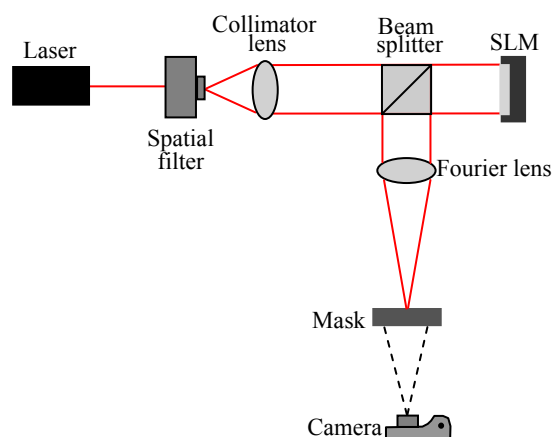 Laser
Collimator
lens
Beam
splitter
SLM
Spatial
filter
Fourier lens
Mask
Camera